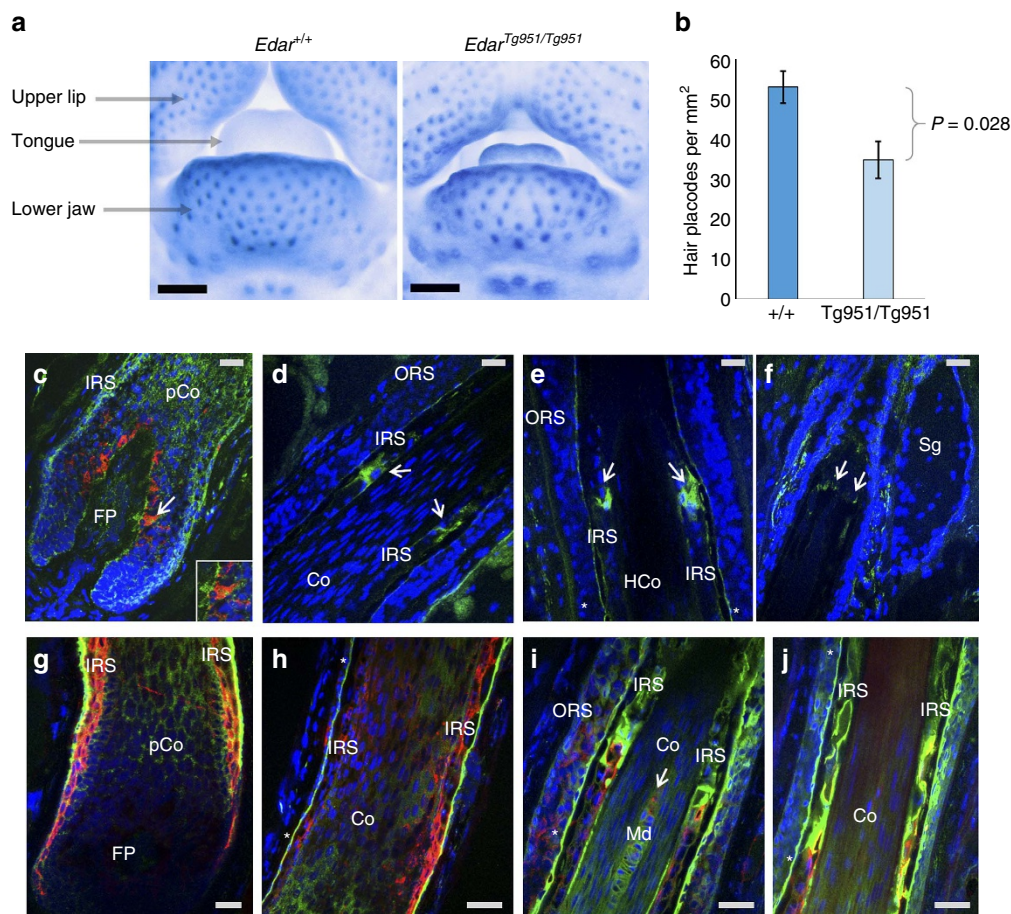 a
Edar+/+
EdarTg951/Tg951
Upper lip
Tongue
Lower jaw
b
Hair placodes per mm2
60
50
40
30
20
10
0
P = 0.028
+/+
Tg951/Tg951
c
IRS
pCo
FP
d
ORS
IRS
IRS
Co
e
ORS
IRS
IRS
HCo
*
*
f
Sg
g
IRS
IRS
pCo
FP
h
*
IRS
IRS
Co
*
i
ORS
IRS
Co
IRS
Md
*
j
*
IRS
IRS
Co
*